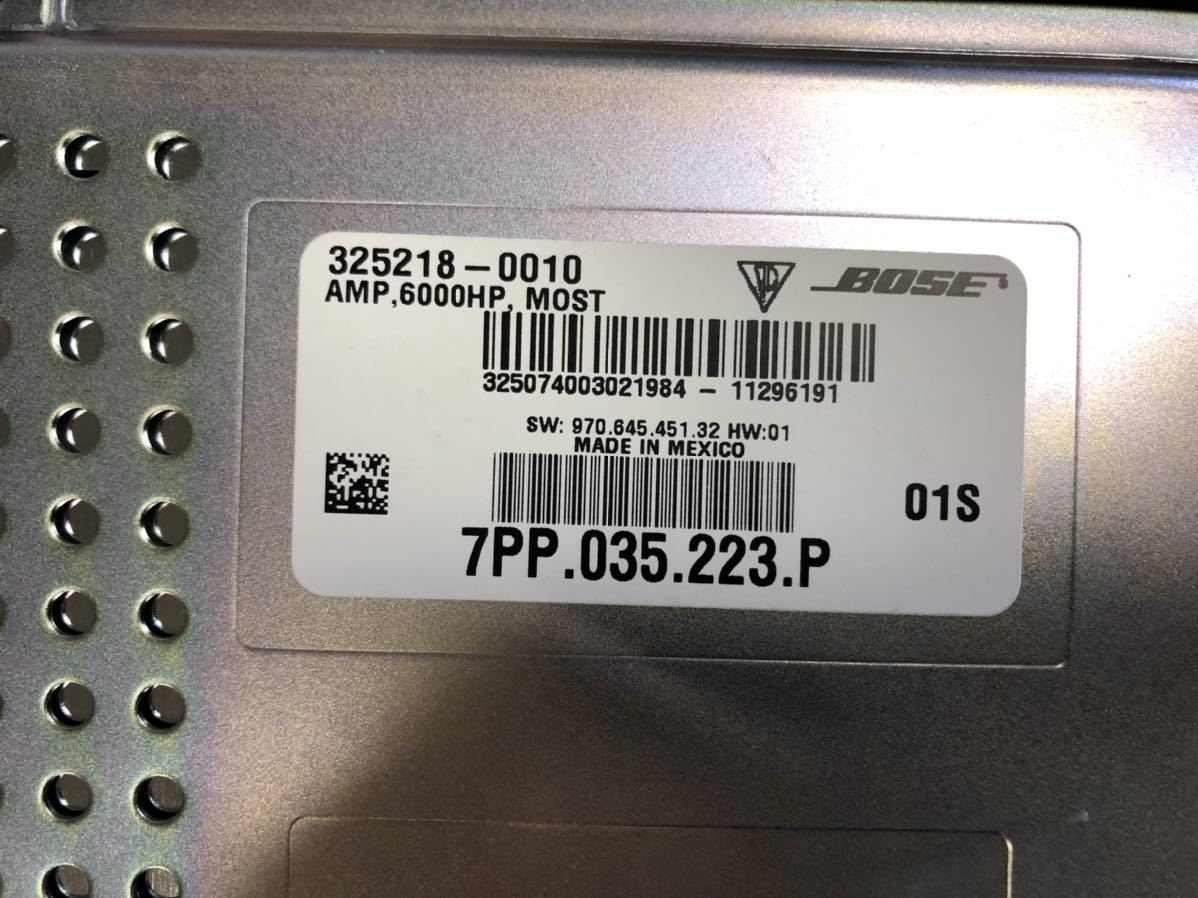 325218-0010
BOSE
AMP,6000HP, MOST
325074003021984 - 11296191
SW: 970.645.451.32 HW:01
MADE IN MEXICO
01S
7PP.035.223.P